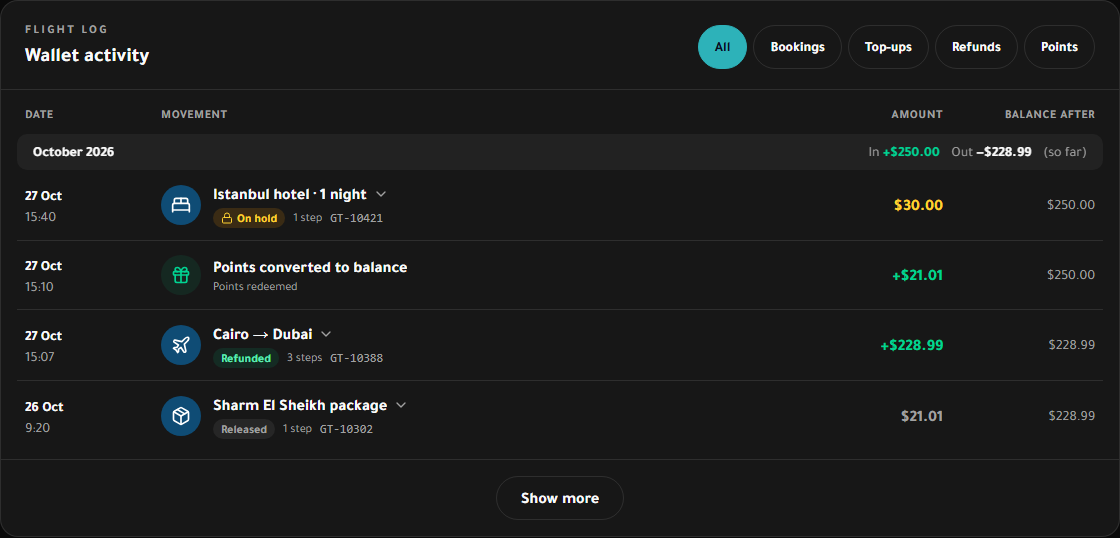 FLIGHT LOG
Wallet activity
All Bookings Top-ups Refunds Points
DATE MOVEMENT AMOUNT BALANCE AFTER
October 2026 In +$250.00 Out −$228.99 (so far)
27 Oct Istanbul hotel · 1 night $30.00 $250.00
15:40 On hold 1 step GT-10421
27 Oct Points converted to balance +$21.01 $250.00
15:10 Points redeemed
27 Oct Cairo → Dubai +$228.99 $228.99
15:07 Refunded 3 steps GT-10388
26 Oct Sharm El Sheikh package $21.01 $228.99
9:20 Released 1 step GT-10302
Show more